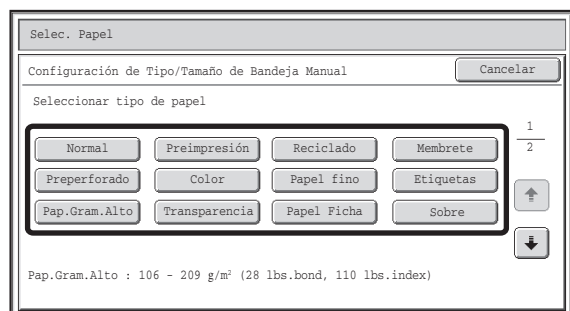 Selec. Papel
Configuración de Tipo/Tamaño de Bandeja Manual Cancelar
Seleccionar tipo de papel
1
2
Normal Preimpresión Reciclado Membrete
Preperforado Color Papel fino Etiquetas
Pap.Gram.Alto Transparencia Papel Ficha Sobre
Pap.Gram.Alto : 106 - 209 g/m² (28 lbs.bond, 110 lbs.index)